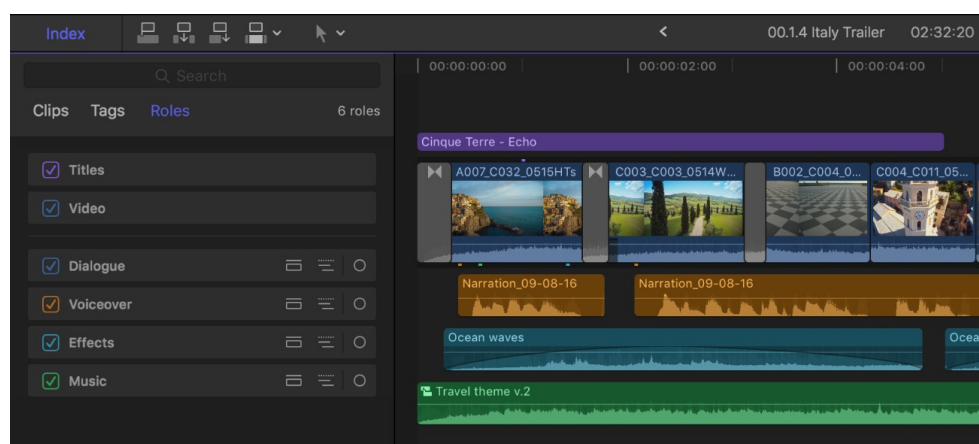 Index
00.1.4 Italy Trailer 02:32:20
Search
00:00:00:00 00:00:02:00 00:00:04:00
Clips Tags Roles 6 roles
Cinque Terre - Echo
Titles
A007_C032_0515HTs C003_C003_0514W... B002_C004_0... C004_C011_05...
Video
Dialogue
Narration_09-08-16 Narration_09-08-16
Voiceover
Effects
Ocean waves Ocea
Music
Travel theme v.2